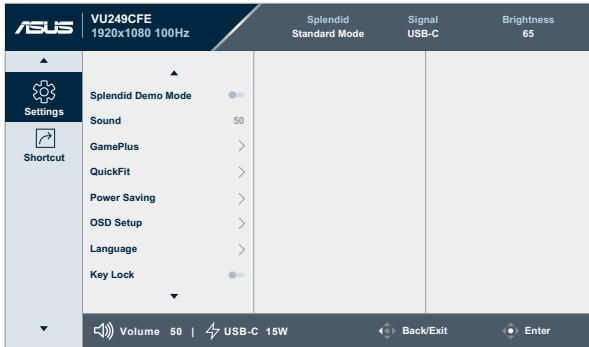 ASUS
VU249CFE
1920x1080 100Hz
Splendid
Standard Mode
Signal
USB-C
Brightness
65
Settings
Shortcut
Splendid Demo Mode
Sound 50
GamePlus
QuickFit
Power Saving
OSD Setup
Language
Key Lock
Volume 50 | USB-C 15W Back/Exit Enter